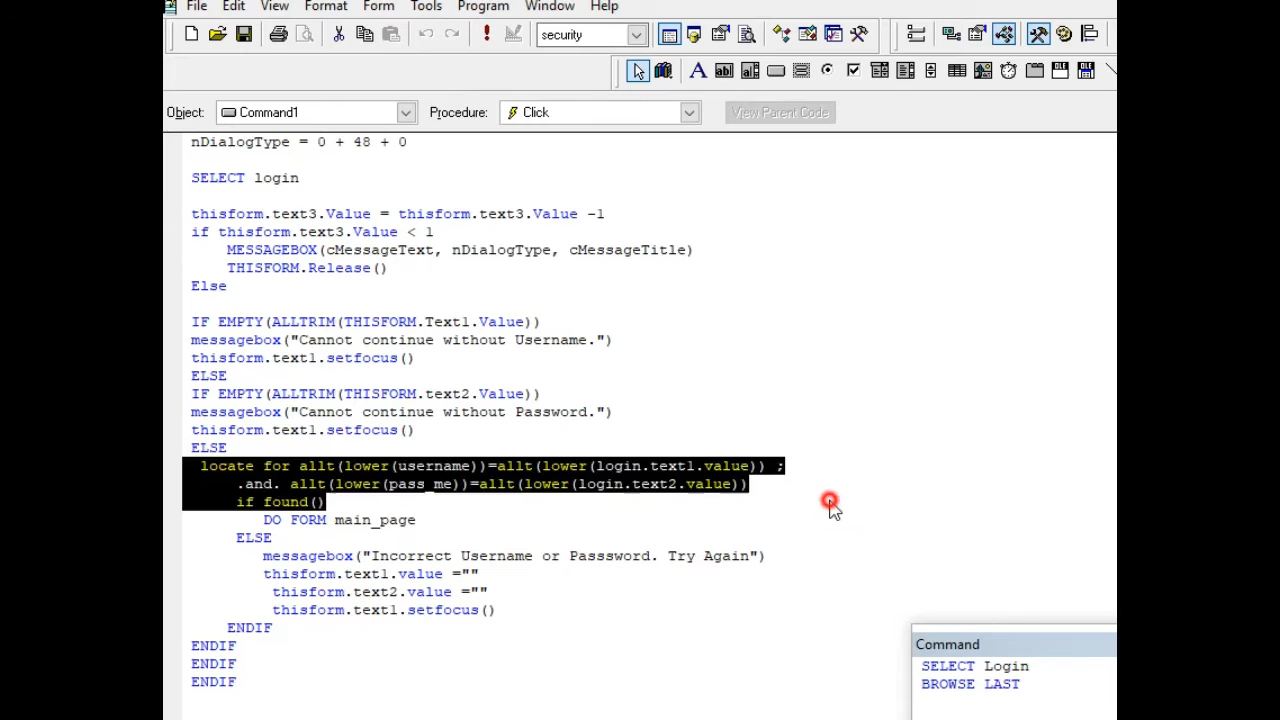 File Edit View Format Form Tools Program Window Help
security
Object: Command1 Procedure: Click View Parent Code
nDialogType = 0 + 48 + 0
SELECT login
thisform.text3.Value = thisform.text3.Value -1
if thisform.text3.Value < 1
MESSAGEBOX(cMessageText, nDialogType, cMessageTitle)
THISFORM.Release()
Else
IF EMPTY(ALLTRIM(THISFORM.Text1.Value))
messagebox("Cannot continue without Username.")
thisform.text1.setfocus()
ELSE
IF EMPTY(ALLTRIM(THISFORM.text2.Value))
messagebox("Cannot continue without Password.")
thisform.text1.setfocus()
ELSE
locate for allt(lower(username))=allt(lower(login.text1.value)) ;
.and. allt(lower(pass_me))=allt(lower(login.text2.value))
if found()
DO FORM main_page
ELSE
messagebox("Incorrect Username or Passsword. Try Again")
thisform.text1.value =""
thisform.text2.value =""
thisform.text1.setfocus()
ENDIF
ENDIF
ENDIF
ENDIF
Command
SELECT Login
BROWSE LAST